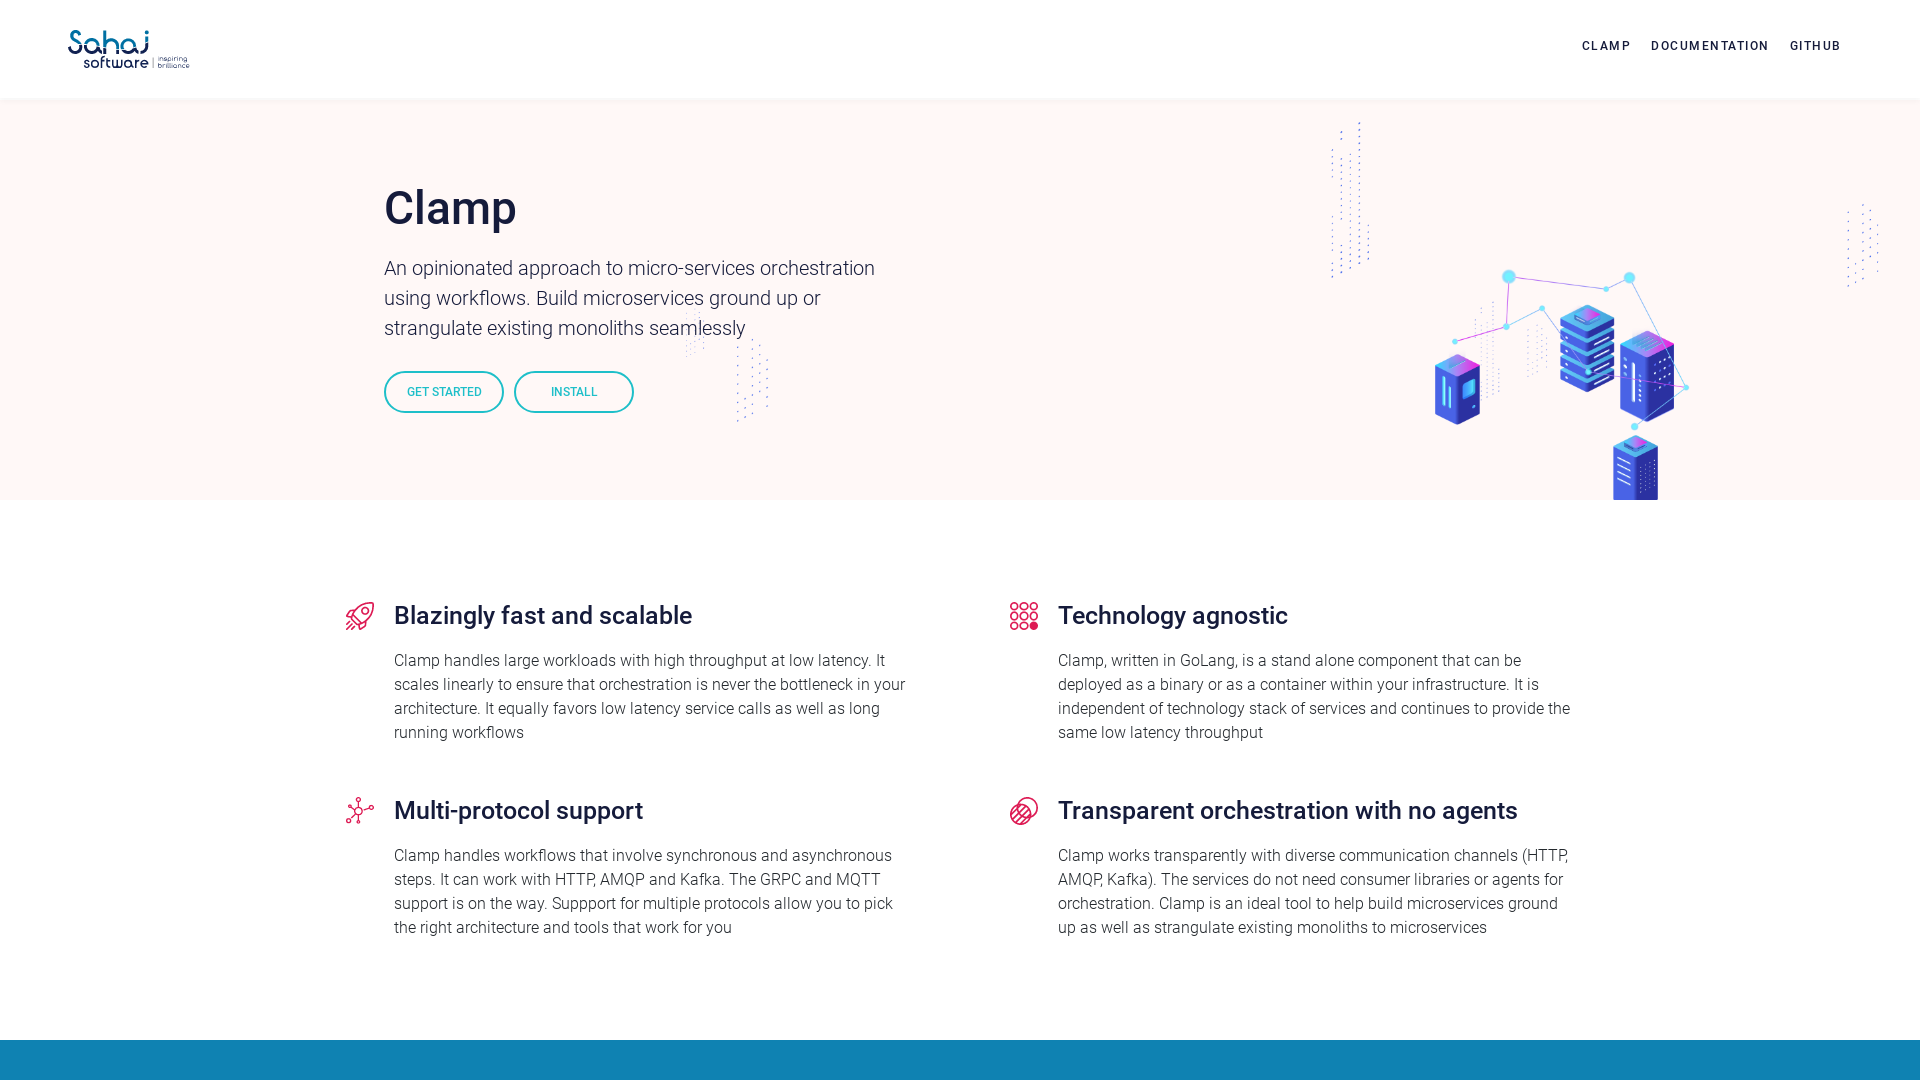 Sahaj
software | inspiring
brilliance
CLAMP DOCUMENTATION GITHUB
Clamp
An opinionated approach to micro-services orchestration
using workflows. Build microservices ground up or
strangulate existing monoliths seamlessly
GET STARTED INSTALL
Blazingly fast and scalable
Clamp handles large workloads with high throughput at low latency. It
scales linearly to ensure that orchestration is never the bottleneck in your
architecture. It equally favors low latency service calls as well as long
running workflows
Technology agnostic
Clamp, written in GoLang, is a stand alone component that can be
deployed as a binary or as a container within your infrastructure. It is
independent of technology stack of services and continues to provide the
same low latency throughput
Multi-protocol support
Clamp handles workflows that involve synchronous and asynchronous
steps. It can work with HTTP, AMQP and Kafka. The GRPC and MQTT
support is on the way. Suppport for multiple protocols allow you to pick
the right architecture and tools that work for you
Transparent orchestration with no agents
Clamp works transparently with diverse communication channels (HTTP,
AMQP, Kafka). The services do not need consumer libraries or agents for
orchestration. Clamp is an ideal tool to help build microservices ground
up as well as strangulate existing monoliths to microservices